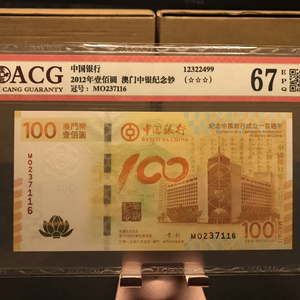 ACG
CANG GUARANTY
中国银行
2012年壹佰圓 澳门中银纪念钞
冠号: MO237116
12322499
(☆☆☆)
67 EPQ
100 澳門幣
壹佰圓
中國銀行
BANCO DA CHINA
紀念中國銀行成立一百週年
MO237116
100
100
MO237116
100